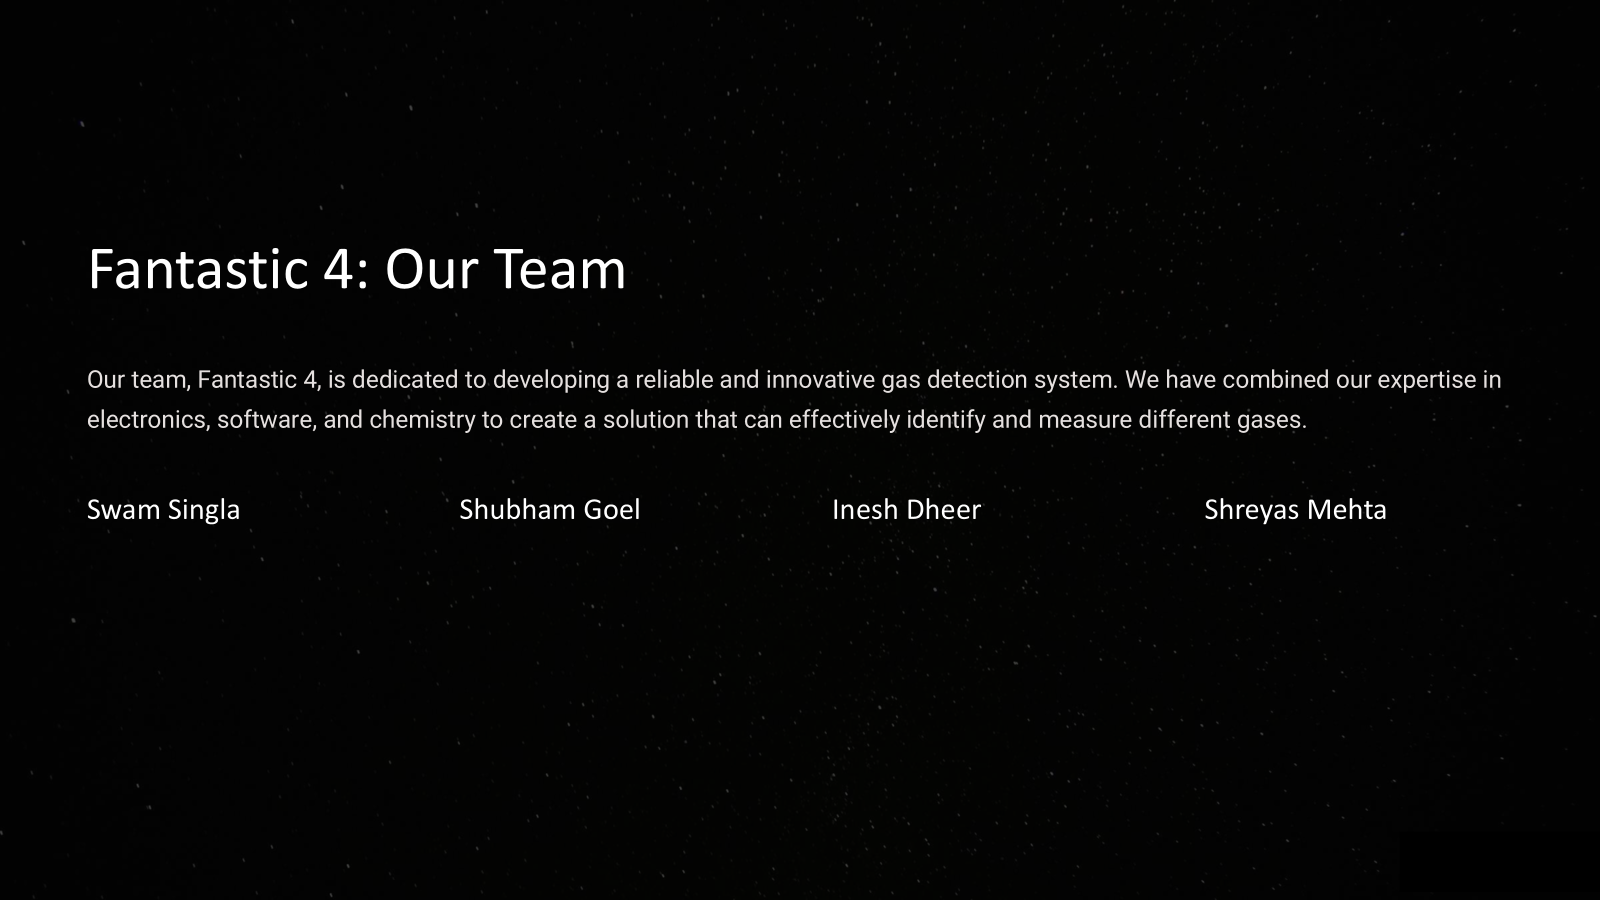 Fantastic 4: Our Team
Our team, Fantastic 4, is dedicated to developing a reliable and innovative gas detection system. We have combined our expertise in
electronics, software, and chemistry to create a solution that can effectively identify and measure different gases.
Swam Singla
Shubham Goel
Inesh Dheer
Shreyas Mehta